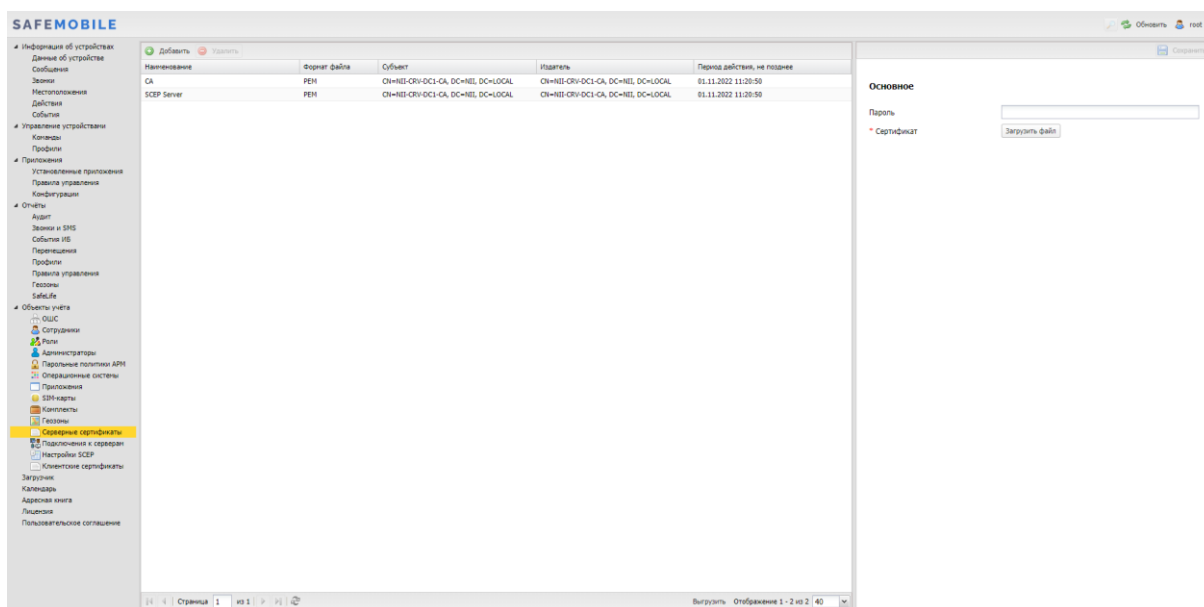 SAFEMOBILE
Обновить root
Информация об устройствах
Данные об устройстве
Сообщения
Звонки
Местоположения
Действия
События
Управление устройствами
Команды
Профили
Приложения
Установленные приложения
Правила управления
Конфигурации
Отчёты
Аудит
Звонки и SMS
События ИБ
Перемещения
Профили
Правила управления
Геозоны
SafeLife
Объекты учёта
ОШС
Сотрудники
Роли
Администраторы
Парольные политики АРМ
Операционные системы
Приложения
SIM-карты
Комплекты
Геозоны
Серверные сертификаты
Подключения к серверам
Настройки SCEP
Клиентские сертификаты
Загрузчик
Календарь
Адресная книга
Лицензия
Пользовательское соглашение
Добавить Удалить
Наименование Формат файла Субъект Издатель Период действия, не позднее
CA PEM CN=NII-CRV-DC1-CA, DC=NII, DC=LOCAL CN=NII-CRV-DC1-CA, DC=NII, DC=LOCAL 01.11.2022 11:20:50
SCEP Server PEM CN=NII-CRV-DC1-CA, DC=NII, DC=LOCAL CN=NII-CRV-DC1-CA, DC=NII, DC=LOCAL 01.11.2022 11:20:50
Страница 1 из 1 Выгрузить Отображение 1 - 2 из 2 40
Сохранить
Основное
Пароль
* Сертификат Загрузить файл